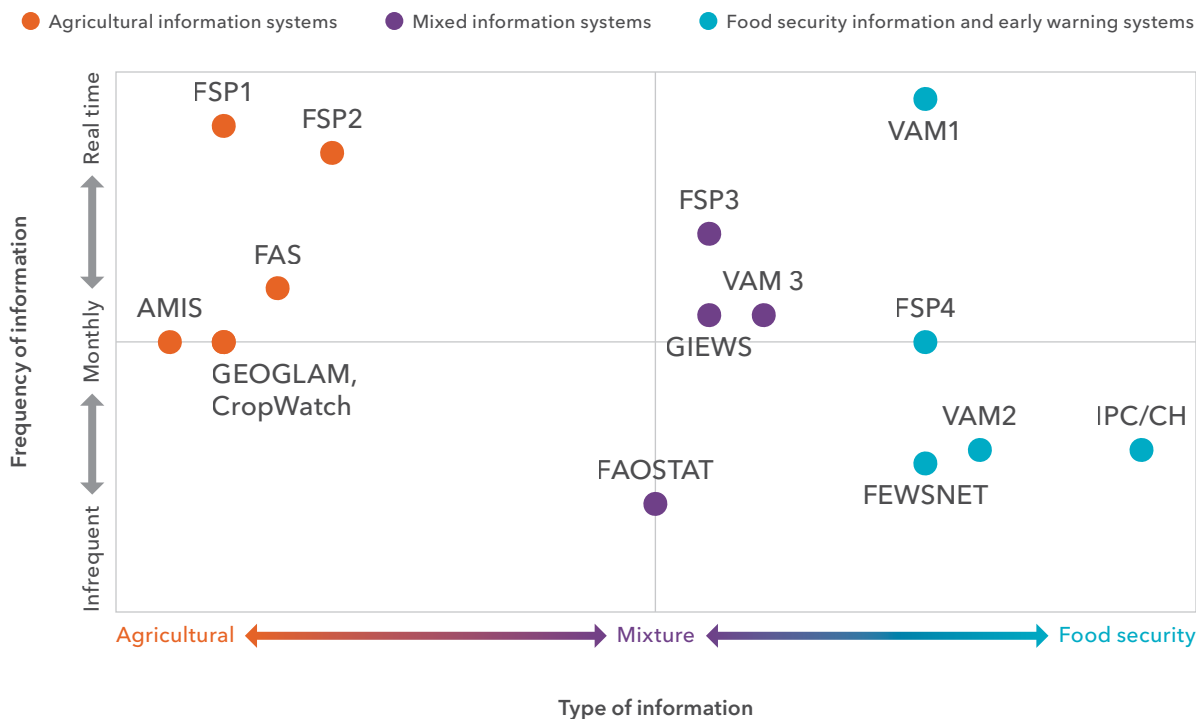 Agricultural information systems
Mixed information systems
Food security information and early warning systems
Frequency of information
Real time
Monthly
Infrequent
FSP1
FSP2
VAM1
FSP3
FAS
VAM 3
AMIS
FSP4
GIEWS
GEOGLAM,
CropWatch
VAM2
IPC/CH
FAOSTAT
FEWSNET
Agricultural
Mixture
Food security
Type of information